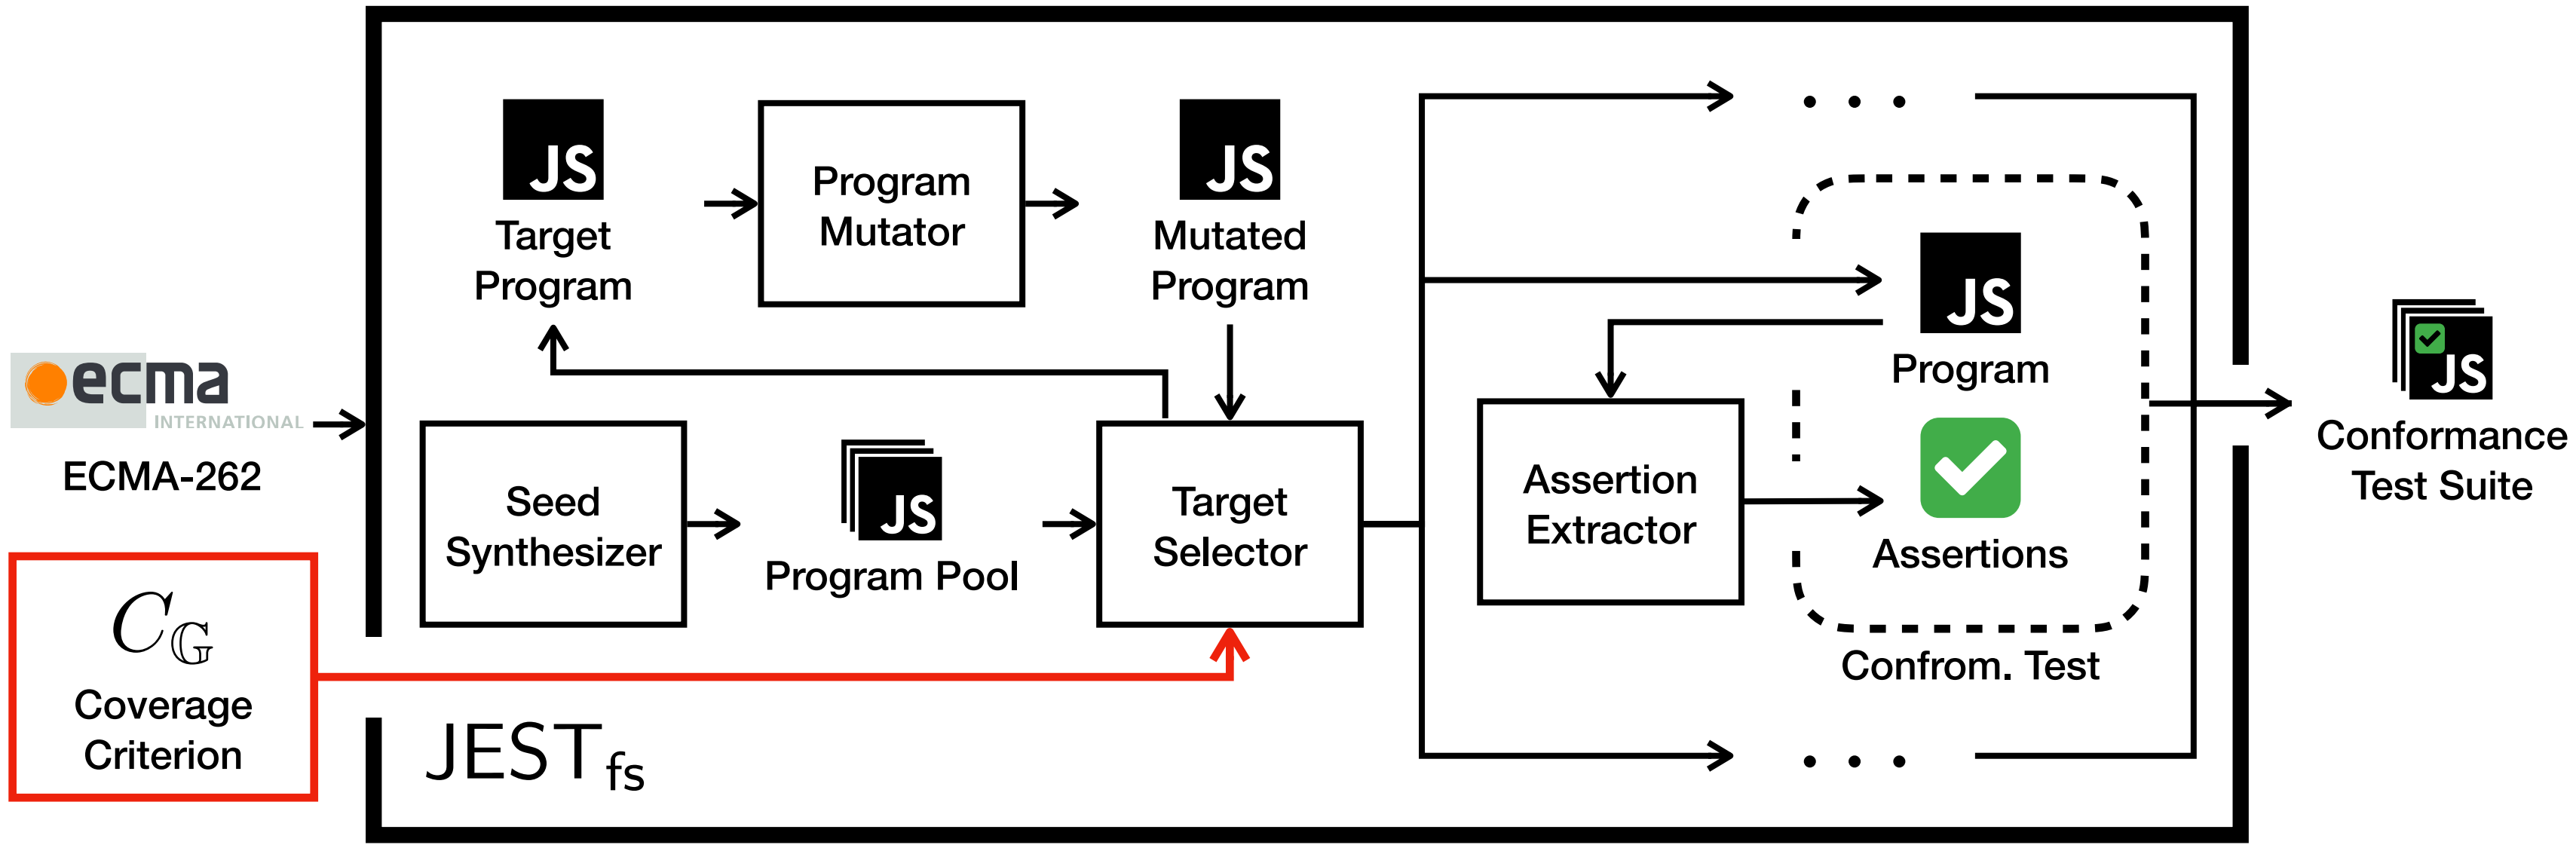 JS
Target
Program
Program
Mutator
JS
Mutated
Program
. . .
JS
Program
ecma
INTERNATIONAL
ECMA-262
Seed
Synthesizer
JS
Program Pool
Target
Selector
Assertion
Extractor
Assertions
Confrom. Test
JS
Conformance
Test Suite
C𝔾
Coverage
Criterion
JESTfs
. . .